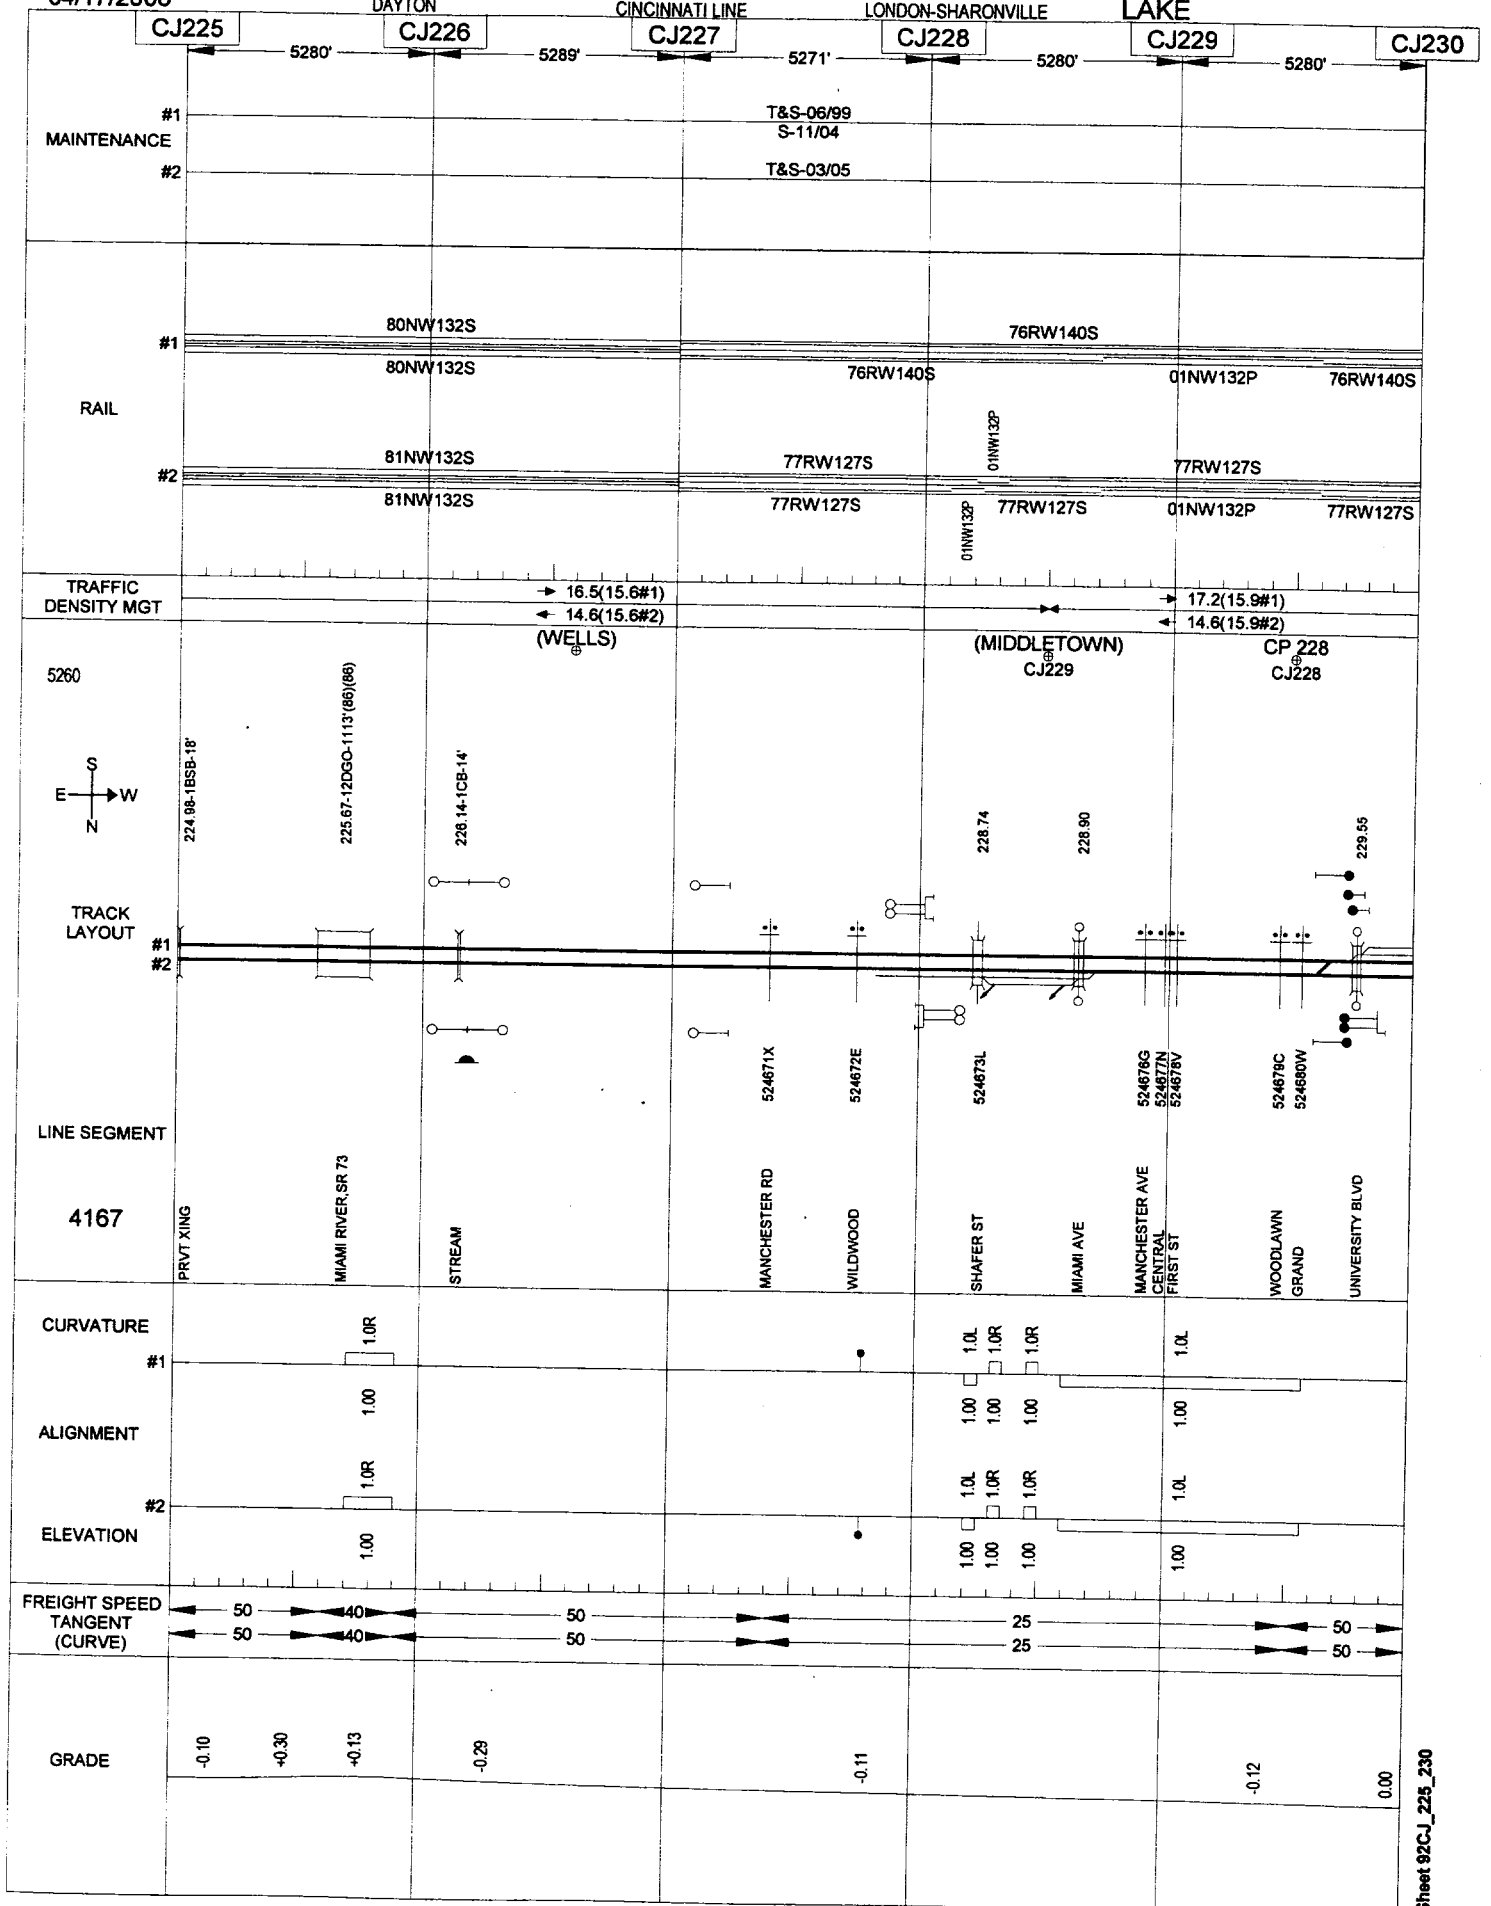 DAYTON CINCINNATI LINE LONDON-SHARONVILLE LAKE
CJ225 CJ226 CJ227 CJ228 CJ229 CJ230
5280' 5289' 5271' 5280' 5280'
MAINTENANCE
#1 T&S-06/99
S-11/04
#2 T&S-03/05
RAIL
80NW132S 76RW140S
#1
80NW132S 76RW140S 01NW132P 76RW140S
81NW132S 77RW127S 01NW132P 77RW127S
#2
81NW132S 77RW127S 01NW132P 77RW127S 01NW132P 77RW127S
TRAFFIC
DENSITY MGT
16.5(15.6#1) 17.2(15.9#1)
14.6(15.6#2) 14.6(15.9#2)
(WELLS) (MIDDLETOWN) CP 228
CJ229 CJ228
5260
S
E W
N
224.98-1BSB-18'
225.67-12DGO-1113'(86)(88)
226.14-1CB-14'
228.74
228.90
229.55
TRACK
LAYOUT
#1
#2
524671X
524672E
524673L
524676G
524677N
524678V
524679C
524680W
LINE SEGMENT
4167
PRVT XING
MIAMI RIVER,SR 73
STREAM
MANCHESTER RD
WILDWOOD
SHAFER ST
MIAMI AVE
MANCHESTER AVE
CENTRAL
FIRST ST
WOODLAWN
GRAND
UNIVERSITY BLVD
CURVATURE
#1
1.0R 1.0L 1.0R 1.0R 1.0L
1.00 1.00 1.00 1.00 1.00
ALIGNMENT
#2
1.0R 1.0L 1.0R 1.0R 1.0L
1.00 1.00 1.00 1.00 1.00
ELEVATION
FREIGHT SPEED
TANGENT
(CURVE)
50 40 50 25 50
50 40 50 25 50
GRADE
-0.10 +0.30 +0.13 -0.29 -0.11 -0.12 0.00
Sheet 92CJ_225_230